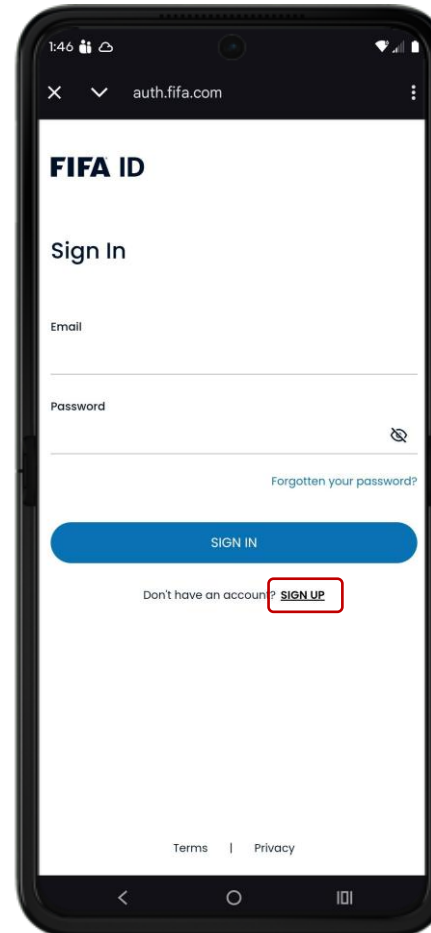 1:46
auth.fifa.com
FIFA ID
Sign In
Email
Password
Forgotten your password?
SIGN IN
Don't have an account? SIGN UP
Terms | Privacy